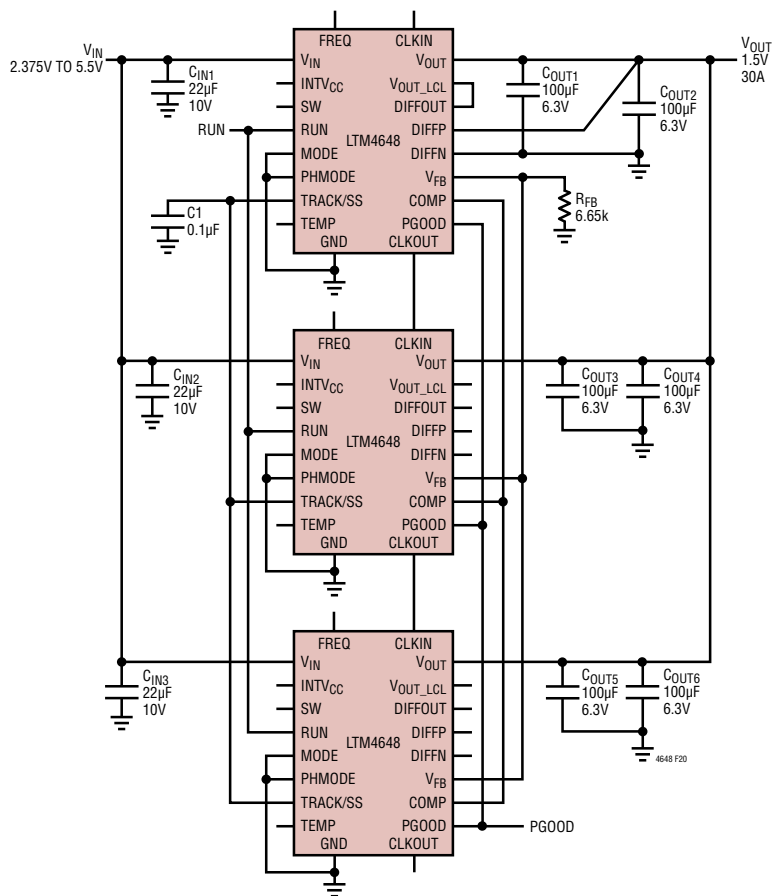 VIN
2.375V TO 5.5V
CIN1
22µF
10V
RUN
C1
0.1µF
FREQ CLKIN
VIN VOUT
INTVCC VOUT_LCL
SW DIFFOUT
RUN DIFFP
LTM4648
MODE DIFFN
PHMODE VFB
TRACK/SS COMP
TEMP PGOOD
GND CLKOUT
COUT1
100µF
6.3V
COUT2
100µF
6.3V
VOUT
1.5V
30A
RFB
6.65k
CIN2
22µF
10V
FREQ CLKIN
VIN VOUT
INTVCC VOUT_LCL
SW DIFFOUT
RUN DIFFP
LTM4648
MODE DIFFN
PHMODE VFB
TRACK/SS COMP
TEMP PGOOD
GND CLKOUT
COUT3
100µF
6.3V
COUT4
100µF
6.3V
CIN3
22µF
10V
FREQ CLKIN
VIN VOUT
INTVCC VOUT_LCL
SW DIFFOUT
RUN DIFFP
LTM4648
MODE DIFFN
PHMODE VFB
TRACK/SS COMP
TEMP PGOOD
GND CLKOUT
COUT5
100µF
6.3V
COUT6
100µF
6.3V
4648 F20
PGOOD